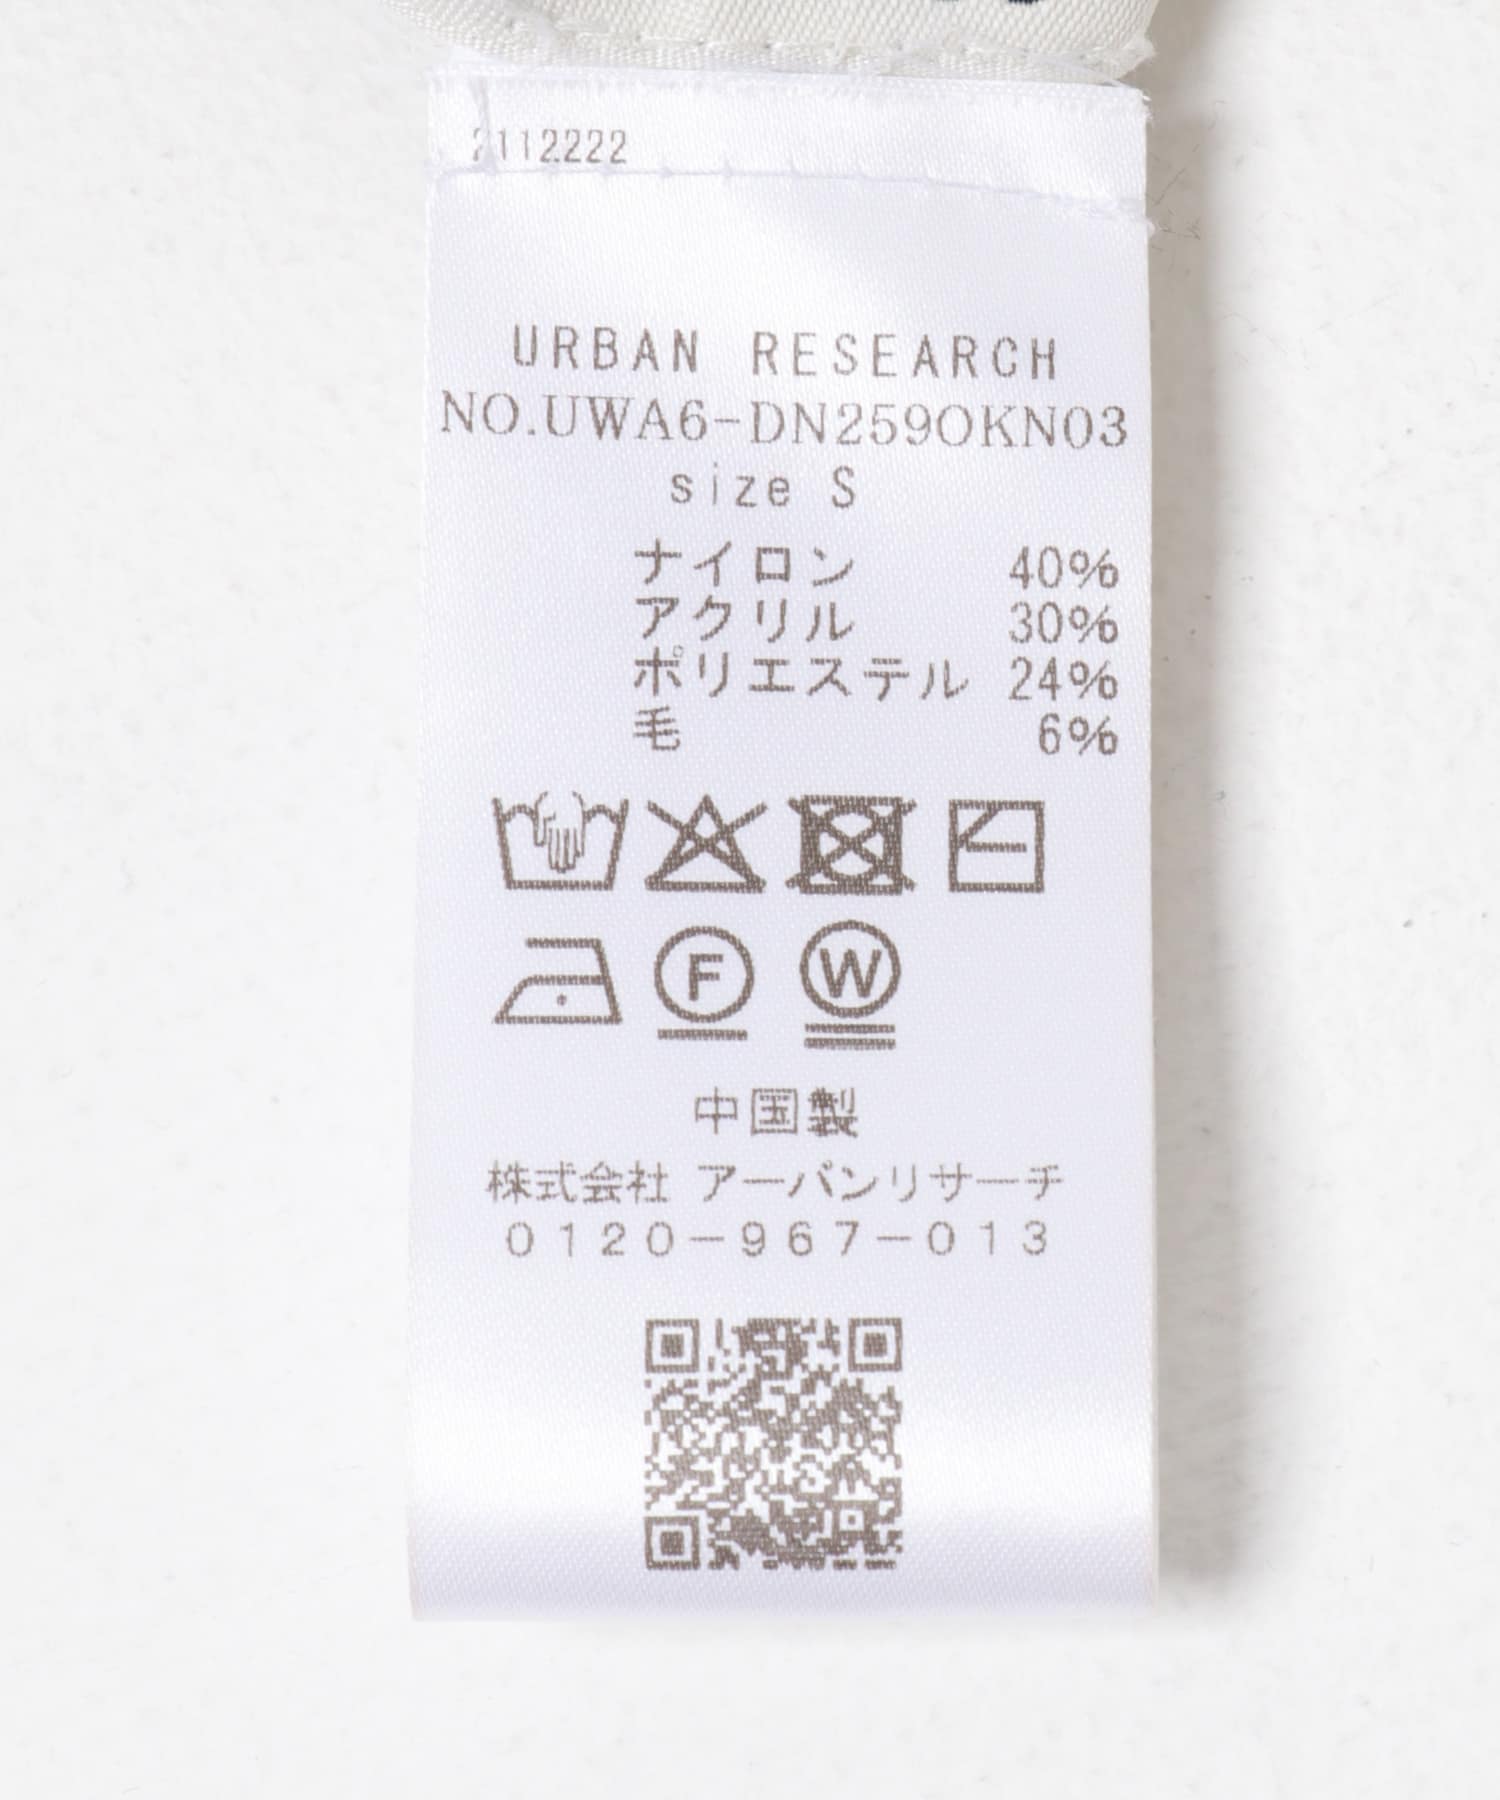 2112222
URBAN RESEARCH
NO.UWA6-DN259OKN03
size S
ナイロン 40%
アクリル 30%
ポリエステル 24%
毛 6%
F W
中国製
株式会社 アーバンリサーチ
0120-967-013